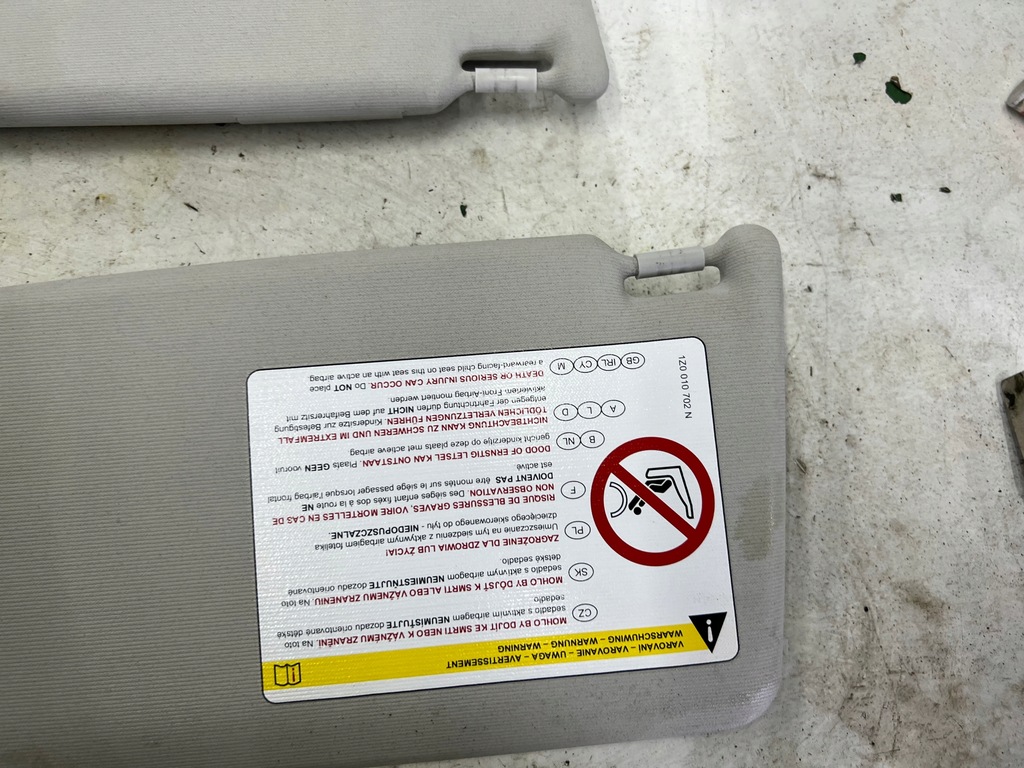 VAROVÁNÍ – VAROVANIE – UWAGA – AVERTISSEMENT
WAARSCHUWING – WARNUNG – WARNING
CZ
MOHLO BY DOJÍT KE SMRTI NEBO K VÁŽNÉMU ZRANĚNÍ. Na toto
sedadlo s aktivním airbagem NEUMÍSŤUJTE dozadu orientované dětské
sedadlo.
SK
MOHLO BY DÔJSŤ K SMRTI ALEBO VÁŽNEMU ZRANENIU. Na toto
sedadlo s aktívnym airbagom NEUMIESTŇUJTE dozadu orientované
detské sedadlo.
PL
ZAGROŻENIE DLA ZDROWIA LUB ŻYCIA!
Umieszczanie na tym siedzeniu z aktywnym airbagiem fotelika
dziecięcego skierowanego do tyłu - NIEDOPUSZCZALNE.
F
RISQUE DE BLESSURES GRAVES, VOIRE MORTELLES EN CAS DE
NON OBSERVATION. Des sièges enfant fixés dos à la route NE
DOIVENT PAS être montés sur le siège passager lorsque l'airbag frontal
est activé.
B NL
DOOD OF ERNSTIG LETSEL KAN ONTSTAAN. Plaats GEEN vooruit
gericht kinderzitje op deze plaats met actieve airbag.
A L D
NICHTBEACHTUNG KANN ZU SCHWEREN UND IM EXTREMFALL
TÖDLICHEN VERLETZUNGEN FÜHREN. Kindersitze zur Befestigung
entgegen der Fahrtrichtung dürfen NICHT auf dem Beifahrersitz mit
aktiviertem Front-Airbag montiert werden.
GB IRL CY M
DEATH OR SERIOUS INJURY CAN OCCUR. Do NOT place
a rearward-facing child seat on this seat with an active airbag.
1Z0 010 702 N